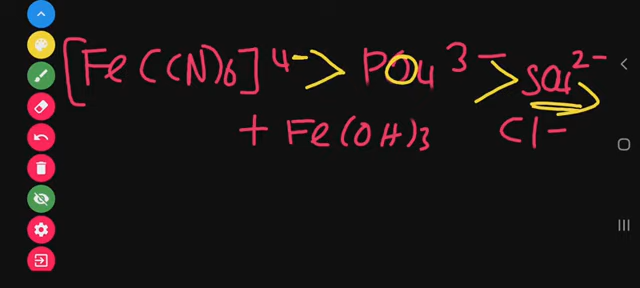 [Fe(CN)6]4- > PO4 3- > SO4 2- >
+ Fe(OH)3 Cl-